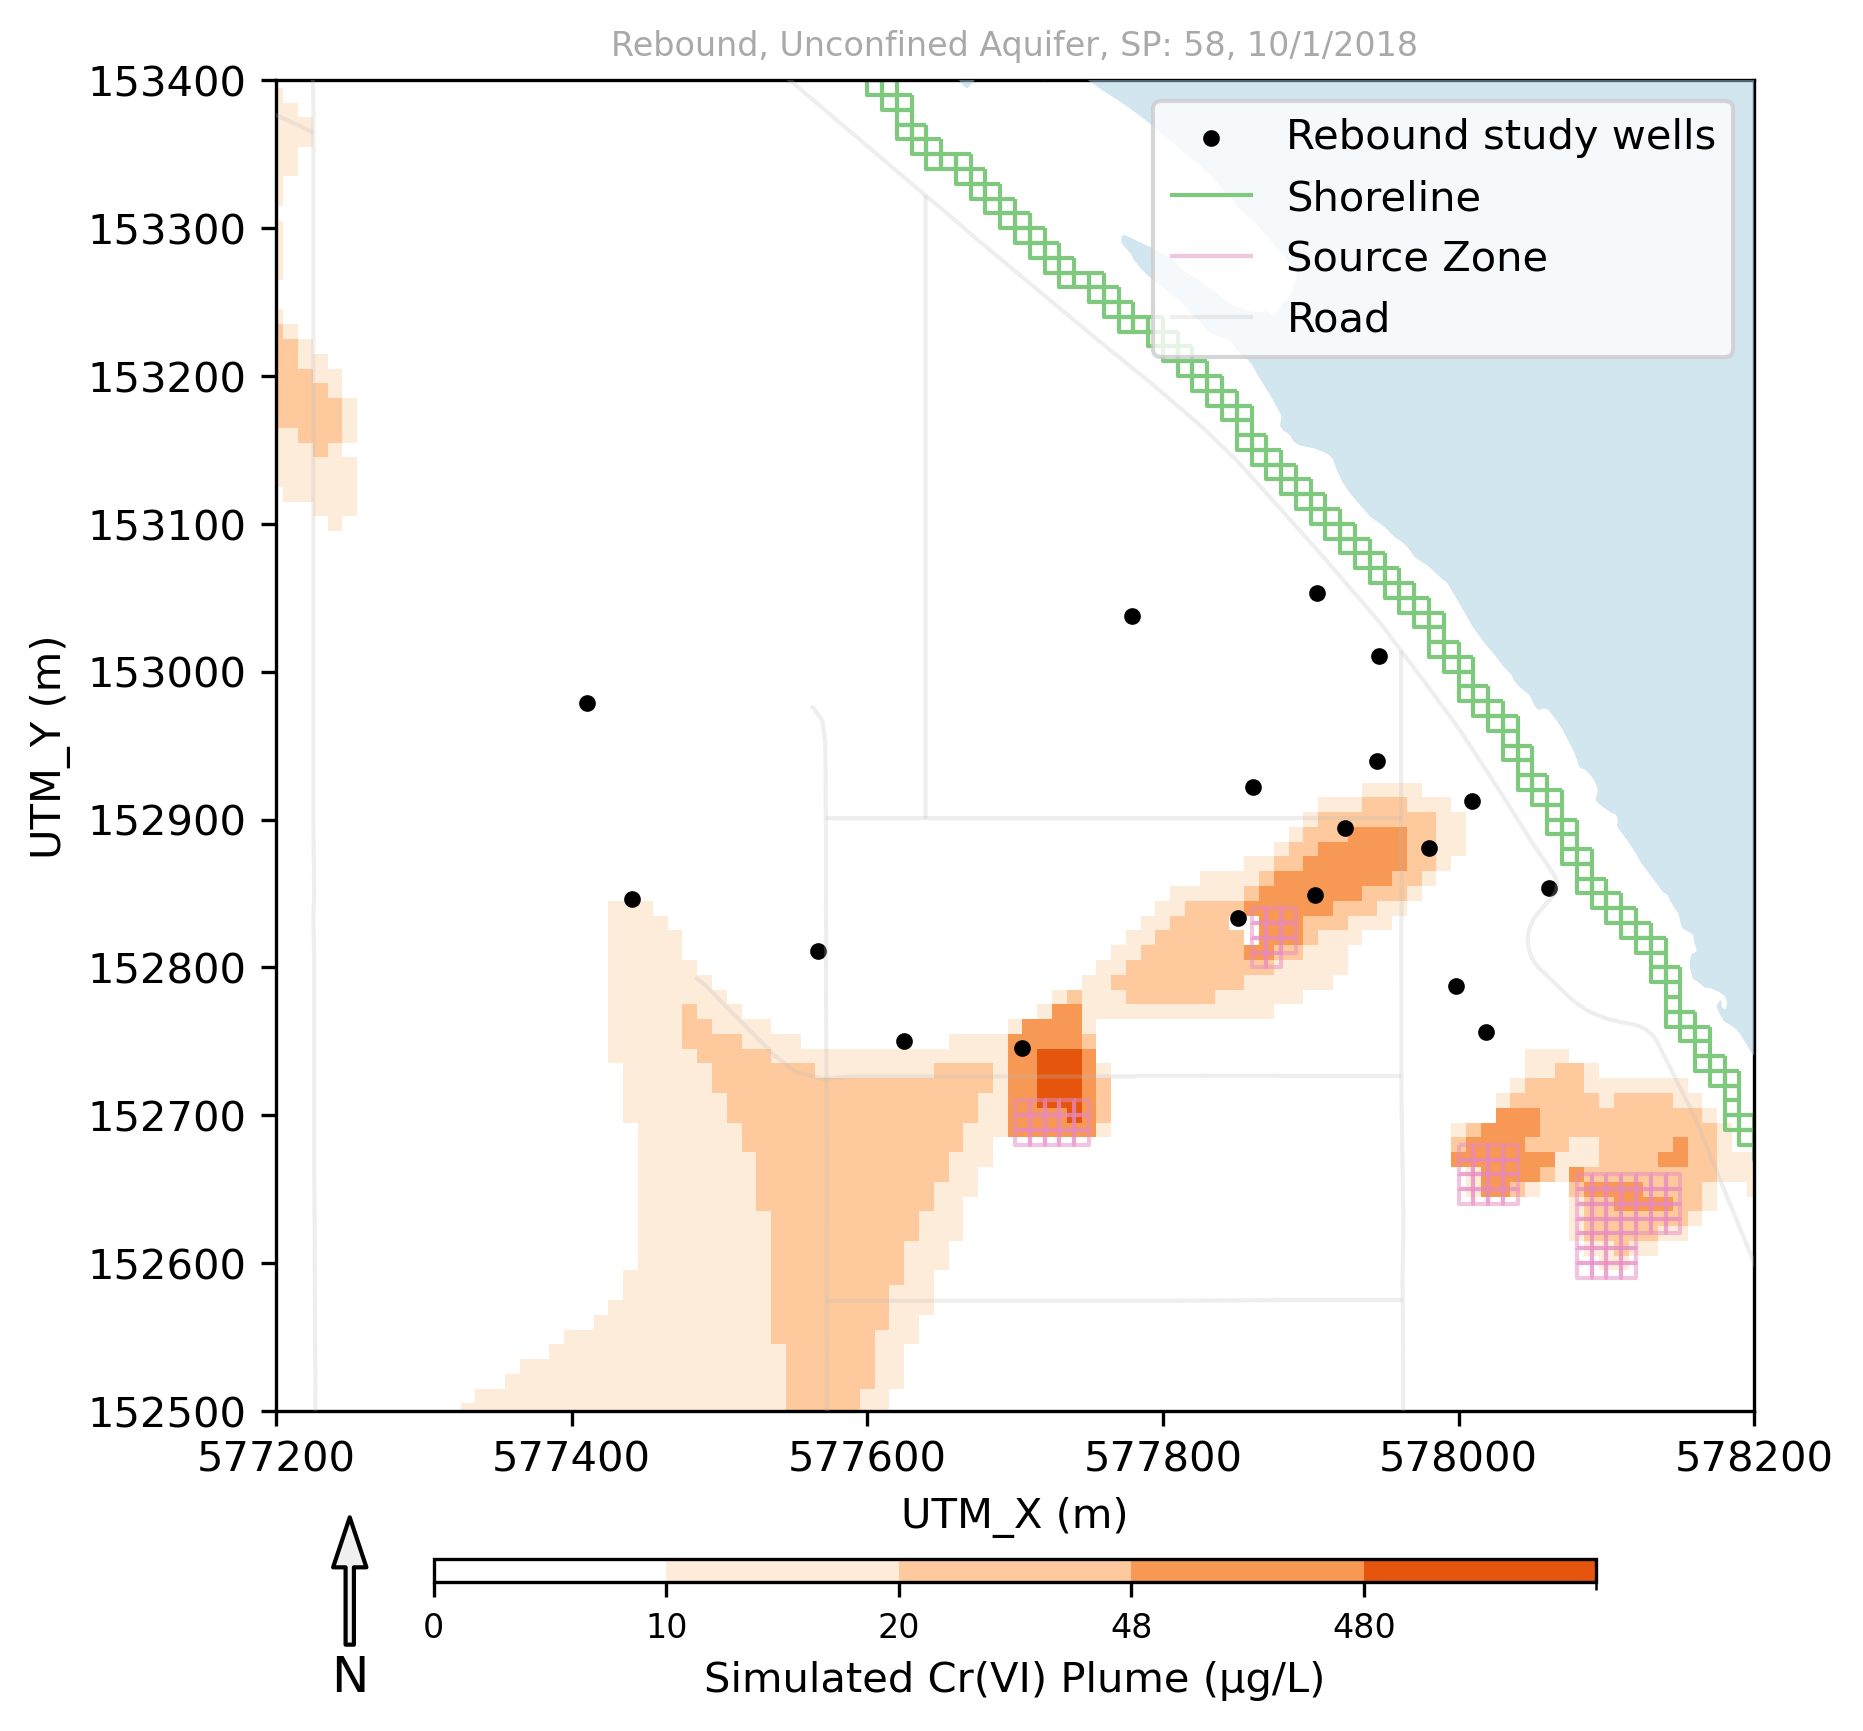 Rebound, Unconfined Aquifer, SP: 58, 10/1/2018
153400
153300
153200
153100
153000
152900
152800
152700
152600
152500
UTM_Y (m)
Rebound study wells
Shoreline
Source Zone
Road
577200 577400 577600 577800 578000 578200
UTM_X (m)
N
0 10 20 48 480
Simulated Cr(VI) Plume (μg/L)